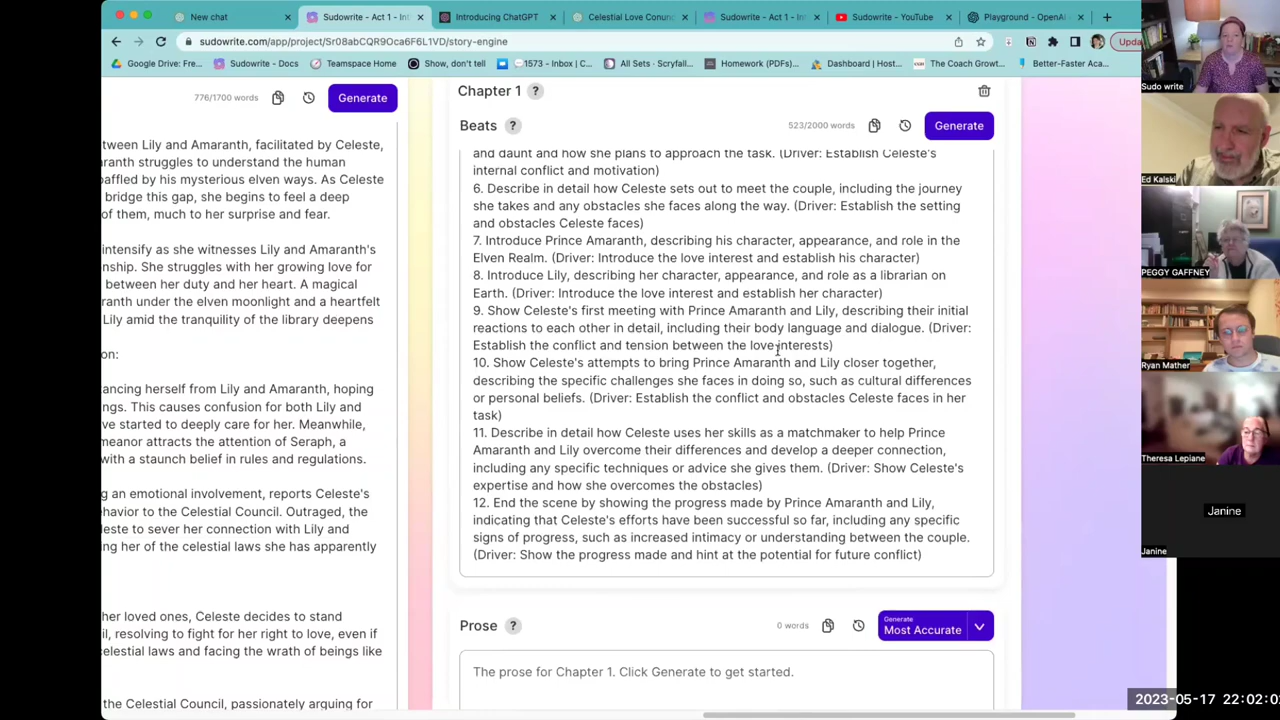 New chat
Sudowrite - Act 1 - Int
Introducing ChatGPT
Celestial Love Conun
Sudowrite - Act 1 - Int
Sudowrite - YouTube
Playground - OpenAI
sudowrite.com/app/project/Sr08abCQR9Oca6F6L1VD/story-engine
Upda
Google Drive: Fre...
Sudowrite - Docs
Teamspace Home
Show, don't tell
1573 - Inbox (...
All Sets · Scryfall...
Homework (PDFs)...
Dashboard | Host...
The Coach Growt...
Better-Faster Aca...
776/1700 words
Generate
tween Lily and Amaranth, facilitated by Celeste,
aranth struggles to understand the human
affled by his mysterious elven ways. As Celeste
bridge this gap, she begins to feel a deep
of them, much to her surprise and fear.
intensify as she witnesses Lily and Amaranth's
nship. She struggles with her growing love for
between her duty and her heart. A magical
ranth under the elven moonlight and a heartfelt
Lily amid the tranquility of the library deepens
on:
ancing herself from Lily and Amaranth, hoping
ngs. This causes confusion for both Lily and
ve started to deeply care for her. Meanwhile,
meanor attracts the attention of Seraph, a
with a staunch belief in rules and regulations.
g an emotional involvement, reports Celeste's
ehavior to the Celestial Council. Outraged, the
leste to sever her connection with Lily and
ing her of the celestial laws she has apparently
her loved ones, Celeste decides to stand
il, resolving to fight for her right to love, even if
celestial laws and facing the wrath of beings like
the Celestial Council, passionately arguing for
Chapter 1
Beats
523/2000 words
Generate
and daunt and how she plans to approach the task. (Driver: Establish Celeste's
internal conflict and motivation)
6. Describe in detail how Celeste sets out to meet the couple, including the journey
she takes and any obstacles she faces along the way. (Driver: Establish the setting
and obstacles Celeste faces)
7. Introduce Prince Amaranth, describing his character, appearance, and role in the
Elven Realm. (Driver: Introduce the love interest and establish his character)
8. Introduce Lily, describing her character, appearance, and role as a librarian on
Earth. (Driver: Introduce the love interest and establish her character)
9. Show Celeste's first meeting with Prince Amaranth and Lily, describing their initial
reactions to each other in detail, including their body language and dialogue. (Driver:
Establish the conflict and tension between the love interests)
10. Show Celeste's attempts to bring Prince Amaranth and Lily closer together,
describing the specific challenges she faces in doing so, such as cultural differences
or personal beliefs. (Driver: Establish the conflict and obstacles Celeste faces in her
task)
11. Describe in detail how Celeste uses her skills as a matchmaker to help Prince
Amaranth and Lily overcome their differences and develop a deeper connection,
including any specific techniques or advice she gives them. (Driver: Show Celeste's
expertise and how she overcomes the obstacles)
12. End the scene by showing the progress made by Prince Amaranth and Lily,
indicating that Celeste's efforts have been successful so far, including any specific
signs of progress, such as increased intimacy or understanding between the couple.
(Driver: Show the progress made and hint at the potential for future conflict)
Prose
0 words
Generate
Most Accurate
The prose for Chapter 1. Click Generate to get started.
Sudo write
Ed Kalski
PEGGY GAFFNEY
Ryan Mather
Theresa Lepiane
Janine
Janine
2023-05-17 22:02:0